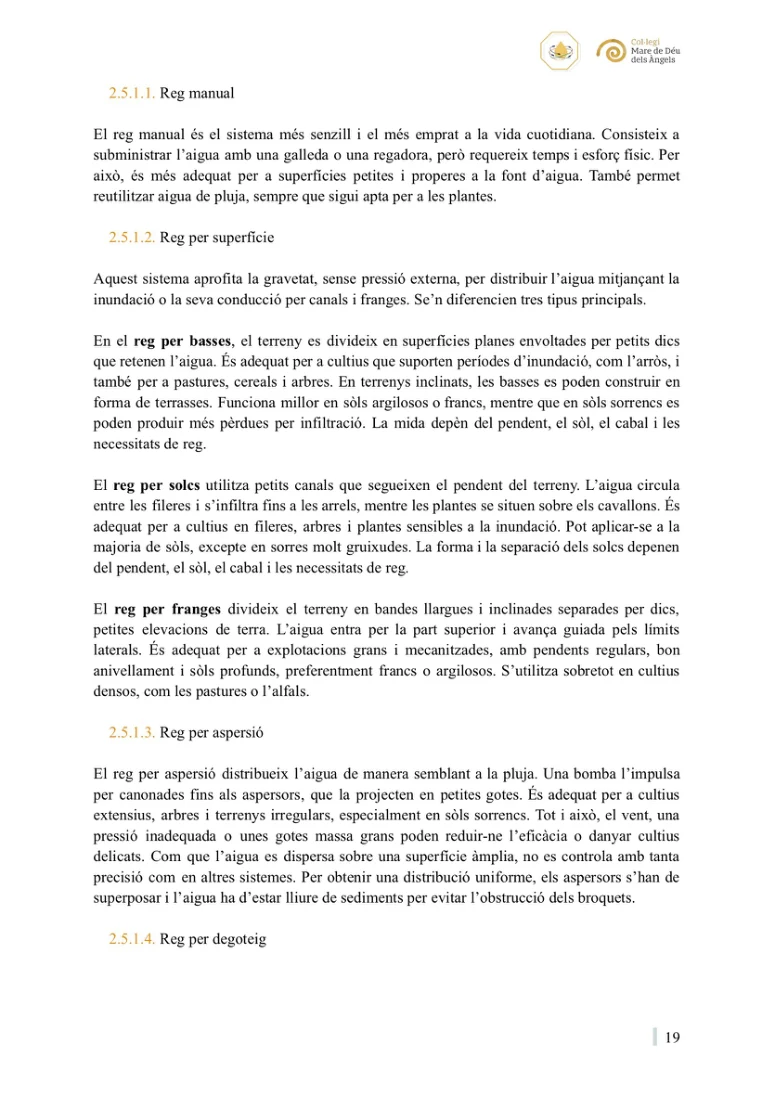 Col·legi
Mare de Déu
dels Àngels
2.5.1.1. Reg manual
El reg manual és el sistema més senzill i el més emprat a la vida cuotidiana. Consisteix a
subministrar l’aigua amb una galleda o una regadora, però requereix temps i esforç físic. Per
això, és més adequat per a superfícies petites i properes a la font d’aigua. També permet
reutilitzar aigua de pluja, sempre que sigui apta per a les plantes.
2.5.1.2. Reg per superfície
Aquest sistema aprofita la gravetat, sense pressió externa, per distribuir l’aigua mitjançant la
inundació o la seva conducció per canals i franges. Se’n diferencien tres tipus principals.
En el reg per basses, el terreny es divideix en superfícies planes envoltades per petits dics
que retenen l’aigua. És adequat per a cultius que suporten períodes d’inundació, com l’arròs, i
també per a pastures, cereals i arbres. En terrenys inclinats, les basses es poden construir en
forma de terrasses. Funciona millor en sòls argilosos o francs, mentre que en sòls sorrencs es
poden produir més pèrdues per infiltració. La mida depèn del pendent, el sòl, el cabal i les
necessitats de reg.
El reg per solcs utilitza petits canals que segueixen el pendent del terreny. L’aigua circula
entre les fileres i s’infiltra fins a les arrels, mentre les plantes se situen sobre els cavallons. És
adequat per a cultius en fileres, arbres i plantes sensibles a la inundació. Pot aplicar-se a la
majoria de sòls, excepte en sorres molt gruixudes. La forma i la separació dels solcs depenen
del pendent, el sòl, el cabal i les necessitats de reg.
El reg per franges divideix el terreny en bandes llargues i inclinades separades per dics,
petites elevacions de terra. L’aigua entra per la part superior i avança guiada pels límits
laterals. És adequat per a explotacions grans i mecanitzades, amb pendents regulars, bon
anivellament i sòls profunds, preferentment francs o argilosos. S’utilitza sobretot en cultius
densos, com les pastures o l’alfals.
2.5.1.3. Reg per aspersió
El reg per aspersió distribueix l’aigua de manera semblant a la pluja. Una bomba l’impulsa
per canonades fins als aspersors, que la projecten en petites gotes. És adequat per a cultius
extensius, arbres i terrenys irregulars, especialment en sòls sorrencs. Tot i això, el vent, una
pressió inadequada o unes gotes massa grans poden reduir-ne l’eficàcia o danyar cultius
delicats. Com que l’aigua es dispersa sobre una superfície àmplia, no es controla amb tanta
precisió com en altres sistemes. Per obtenir una distribució uniforme, els aspersors s’han de
superposar i l’aigua ha d’estar lliure de sediments per evitar l’obstrucció dels broquets.
2.5.1.4. Reg per degoteig
19